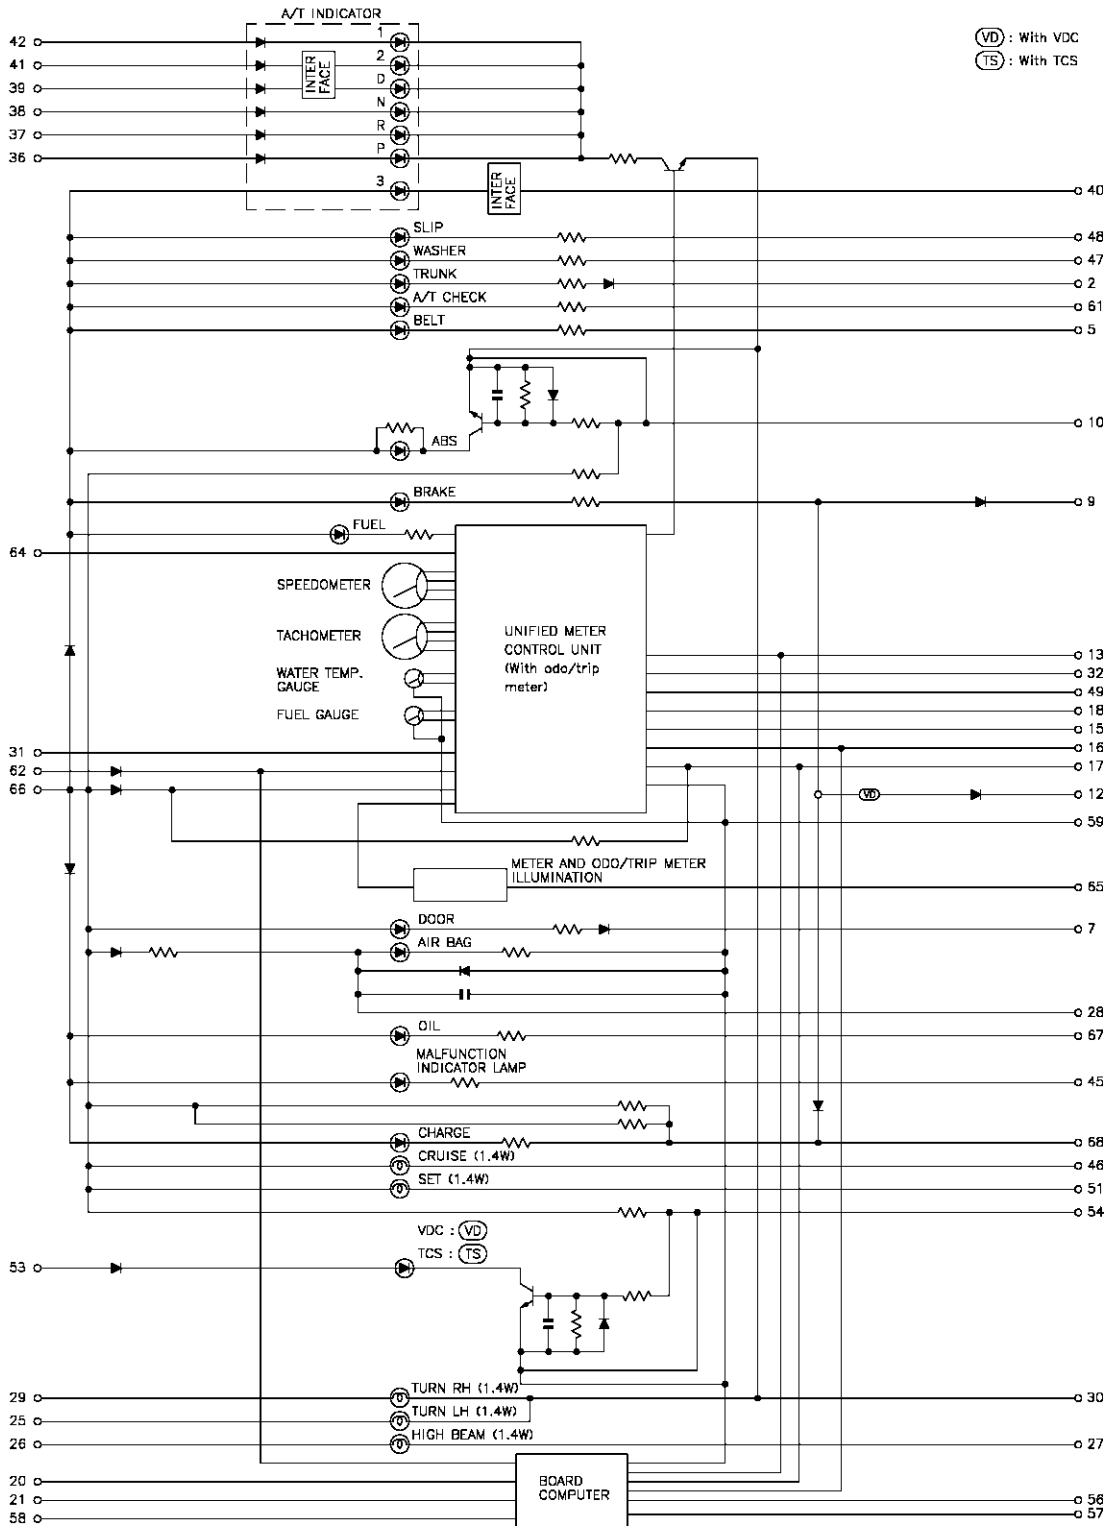 A/T INDICATOR
VD : With VDC
TS : With TCS
42
41
39
38
37
36
1
2
D
N
R
P
3
INTER
FACE
INTER
FACE
40
SLIP
48
WASHER
47
TRUNK
2
A/T CHECK
61
BELT
5
ABS
10
BRAKE
9
FUEL
64
SPEEDOMETER
TACHOMETER
WATER TEMP.
GAUGE
FUEL GAUGE
UNIFIED METER
CONTROL UNIT
(With odo/trip
meter)
13
32
49
18
15
16
17
31
62
66
VD
12
59
METER AND ODO/TRIP METER
ILLUMINATION
65
DOOR
7
AIR BAG
28
OIL
67
MALFUNCTION
INDICATOR LAMP
45
CHARGE
68
CRUISE (1.4W)
46
SET (1.4W)
51
54
VDC : VD
TCS : TS
53
29
TURN RH (1.4W)
30
25
TURN LH (1.4W)
26
HIGH BEAM (1.4W)
27
20
21
58
BOARD
COMPUTER
56
57